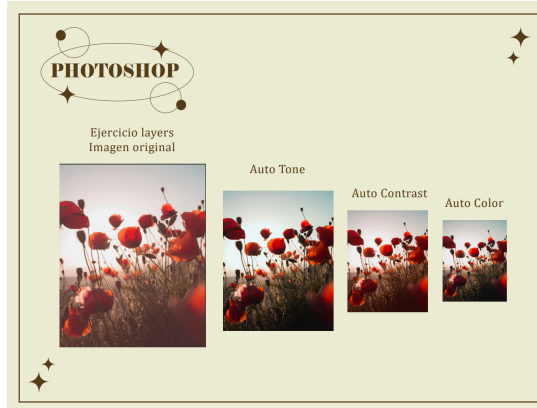 PHOTOSHOP
Ejercicio layers
Imagen original
Auto Tone
Auto Contrast
Auto Color